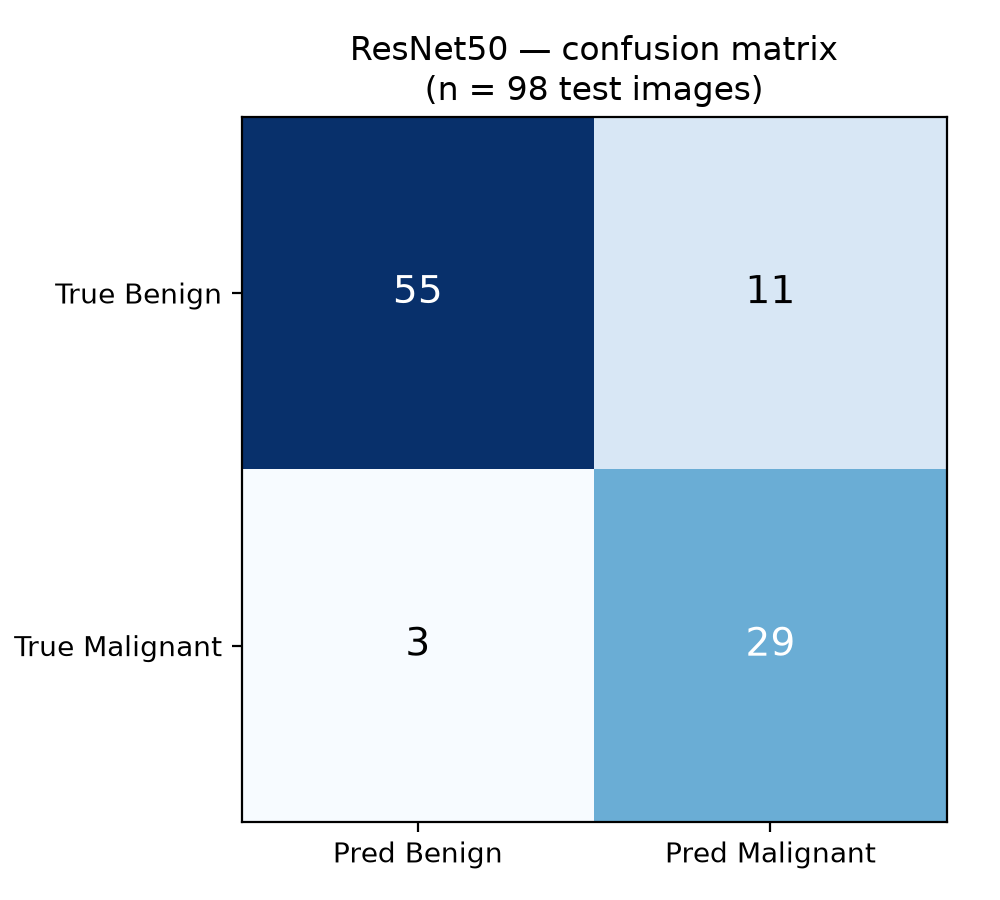 ResNet50 — confusion matrix
(n = 98 test images)
True Benign
55
11
True Malignant
3
29
Pred Benign
Pred Malignant